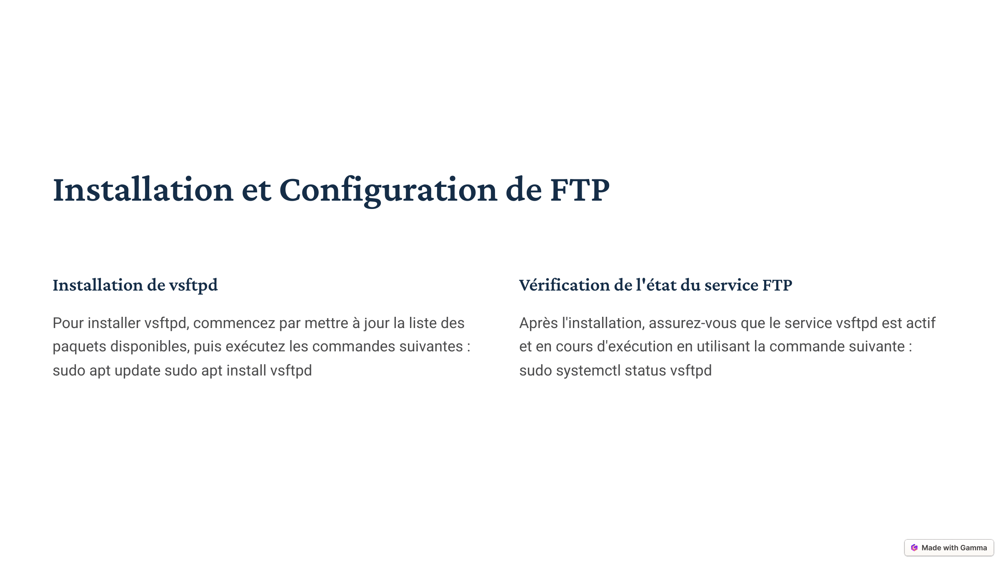 Installation et Configuration de FTP
Installation de vsftpd
Pour installer vsftpd, commencez par mettre à jour la liste des
paquets disponibles, puis exécutez les commandes suivantes :
sudo apt update sudo apt install vsftpd
Vérification de l'état du service FTP
Après l'installation, assurez-vous que le service vsftpd est actif
et en cours d'exécution en utilisant la commande suivante :
sudo systemctl status vsftpd
Made with Gamma